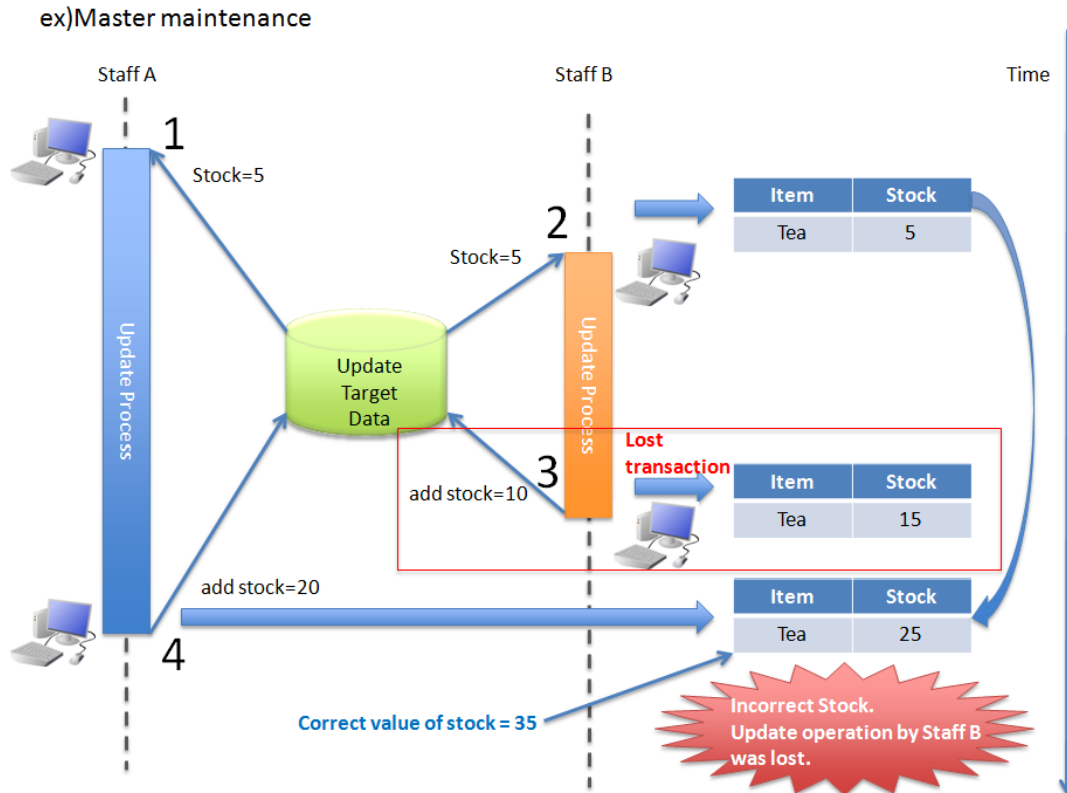 ex)Master maintenance
Staff A
Staff B
Time
1
Stock=5
2
Stock=5
Item Stock
Tea 5
Update Process
Update
Target
Data
Update Process
Lost
transaction
3
add stock=10
Item Stock
Tea 15
add stock=20
4
Item Stock
Tea 25
Correct value of stock = 35
Incorrect Stock.
Update operation by Staff B
was lost.